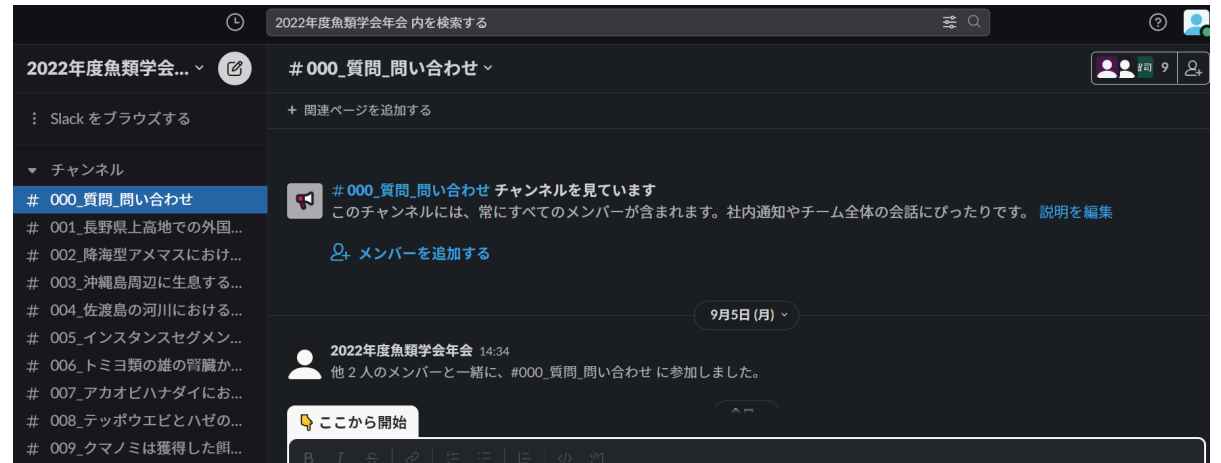 2022年度魚類学会年会 内を検索する
2022年度魚類学会...
#000_質問_問い合わせ
9
+ 関連ページを追加する
Slack をブラウズする
チャンネル
# 000_質問_問い合わせ
# 001_長野県上高地での外国...
# 002_降海型アメマスにおけ...
# 003_沖縄島周辺に生息する...
# 004_佐渡島の河川における...
# 005_インスタンスセグメン...
# 006_トミヨ類の雄の腎臓か...
# 007_アカオビハナダイにお...
# 008_テッポウエビとハゼの...
# 009_クマノミは獲得した餌...
#000_質問_問い合わせ チャンネルを見ています
このチャンネルには、常にすべてのメンバーが含まれます。社内通知やチーム全体の会話にぴったりです。 説明を編集
メンバーを追加する
9月5日 (月)
2022年度魚類学会年会 14:34
他 2 人のメンバーと一緒に、#000_質問_問い合わせ に参加しました。
ここから開始
B I S